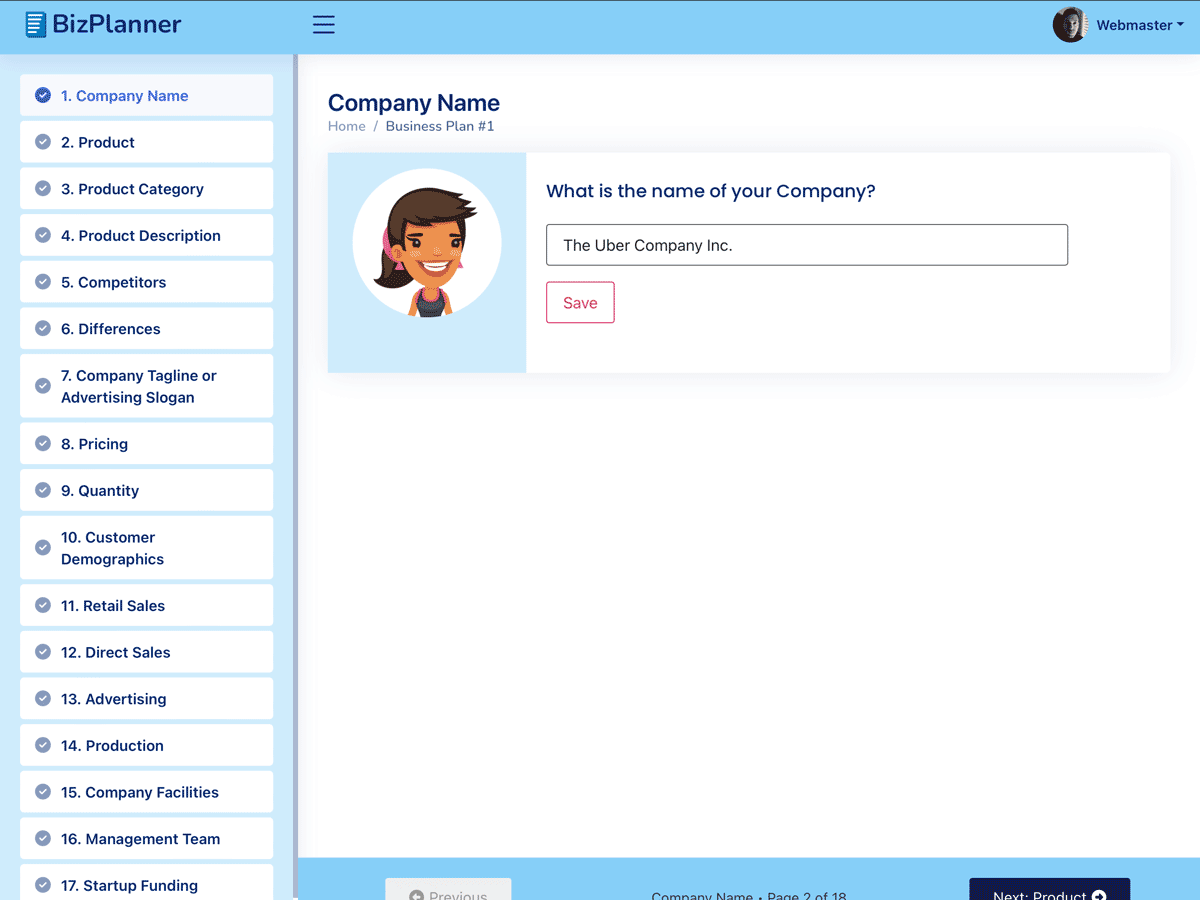 BizPlanner
Webmaster
1. Company Name
2. Product
3. Product Category
4. Product Description
5. Competitors
6. Differences
7. Company Tagline or
Advertising Slogan
8. Pricing
9. Quantity
10. Customer
Demographics
11. Retail Sales
12. Direct Sales
13. Advertising
14. Production
15. Company Facilities
16. Management Team
17. Startup Funding
Company Name
Home / Business Plan #1
What is the name of your Company?
The Uber Company Inc.
Save
Previous
Company Name • Page 2 of 18
Next: Product